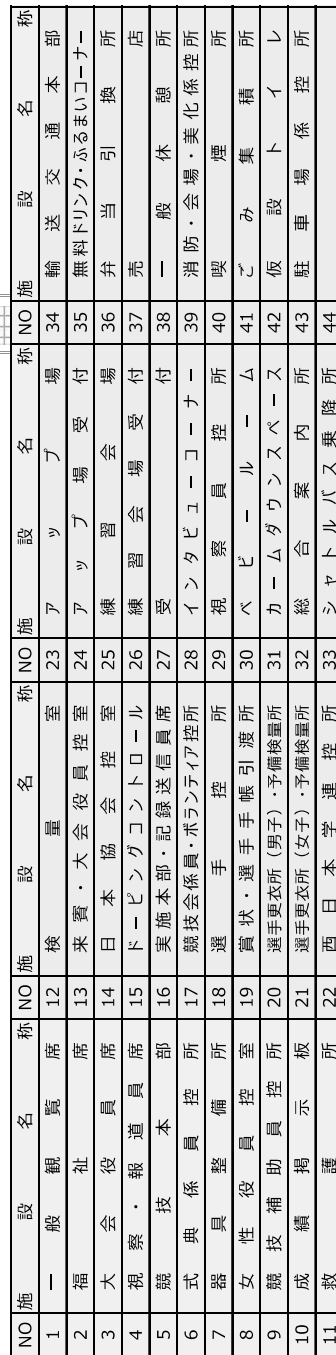 NO 施設名称 NO 施設名称 NO 施設名称 NO 施設名称
1 一般観覧席 12 検量室 23 アップ場 34 輸送交通本部
2 福祉席 13 来賓・大会役員控室 24 アップ場受付 35 無料ドリンク・ふるまいコーナー
3 大会役員席 14 日本協会控室 25 練習会場 36 弁当引換所
4 視察・報道員席 15 ドーピングコントロール 26 練習会場受付 37 売店
5 競技本部 16 実施本部・記録送信員席 27 受付 38 一般休憩所
6 式典係員控所 17 競技会係員・ボランティア控所 28 インタビューコーナー 39 消防・会場・美化係控所
7 器具整備所 18 選手控所 29 視察員控所 40 喫煙所
8 女性役員控室 19 賞状・選手手帳引渡所 30 ベビールーム 41 ごみ集積所
9 競技補助員控所 20 選手更衣所（男子）・予備検量所 31 カームダウンスペース 42 仮設トイレ
10 成績掲示板 21 選手更衣所（女子）・予備検量所 32 総合案内所 43 駐車場係控所
11 救護所 22 西日本学連控所 33 シャトルバス乗降所 44